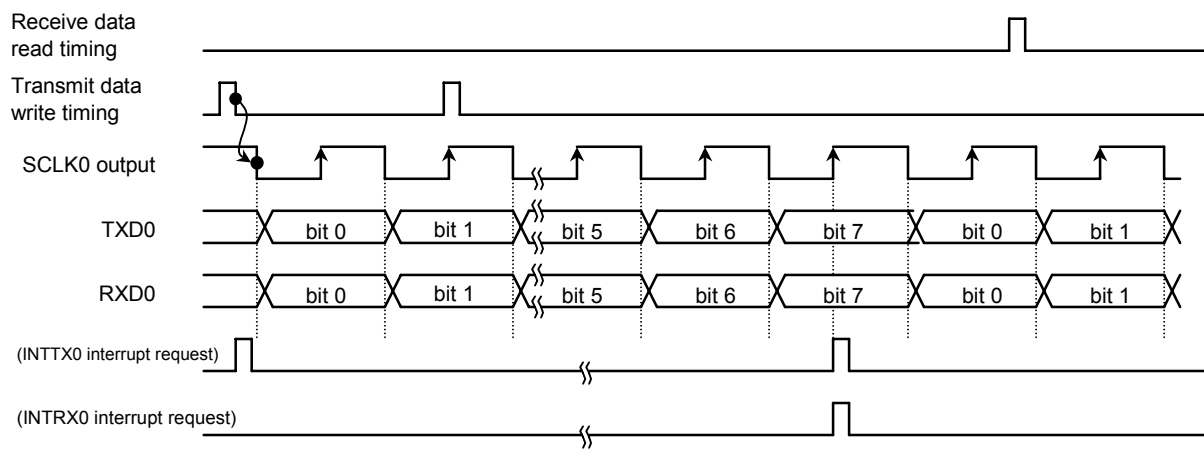 Receive data
read timing
Transmit data
write timing
SCLK0 output
TXD0
bit 0
bit 1
bit 5
bit 6
bit 7
bit 0
bit 1
RXD0
bit 0
bit 1
bit 5
bit 6
bit 7
bit 0
bit 1
(INTTX0 interrupt request)
(INTRX0 interrupt request)